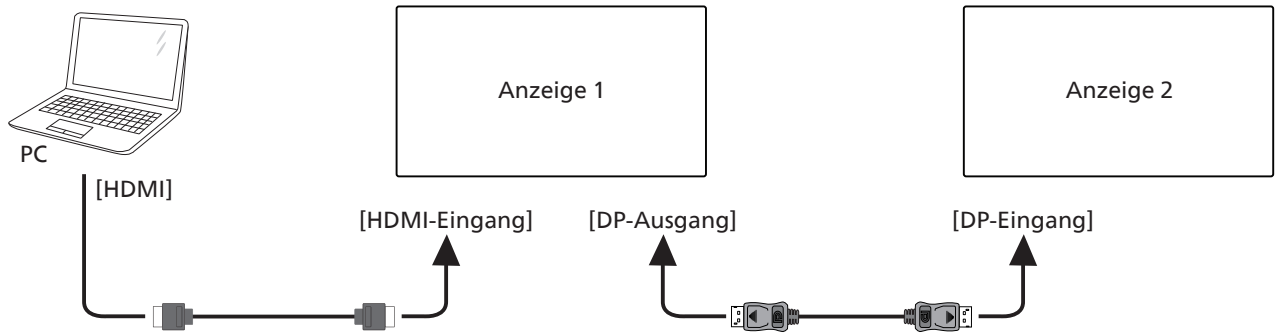 Anzeige 1
Anzeige 2
PC
[HDMI]
[HDMI-Eingang]
[DP-Ausgang]
[DP-Eingang]